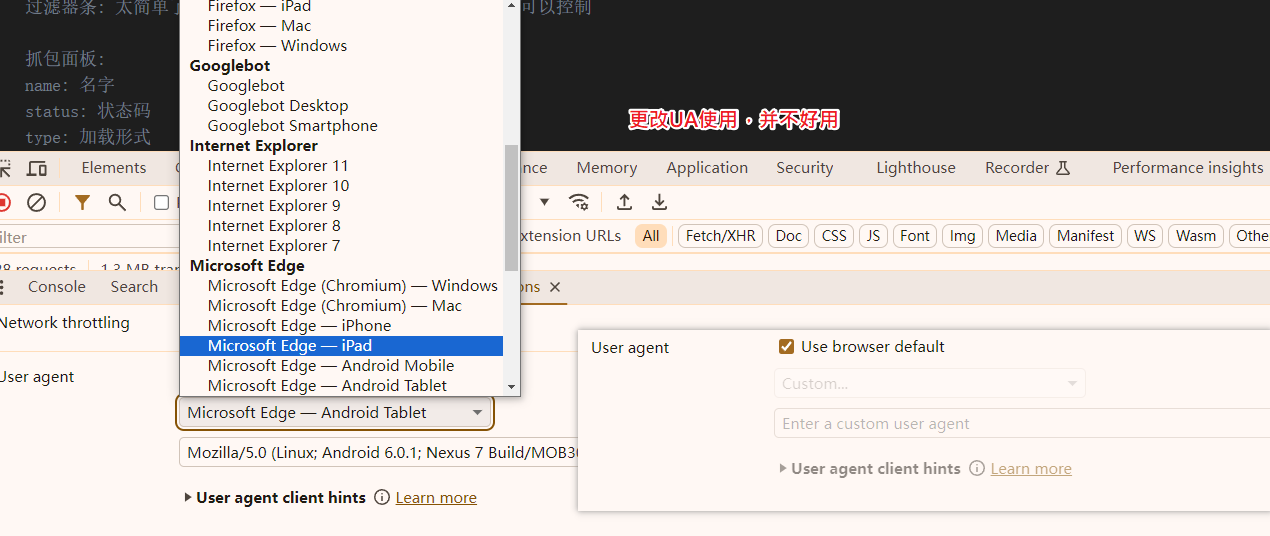 过滤器条: 太简单
可以控制
Firefox — iPad
Firefox — Mac
Firefox — Windows
抓包面板:
name: 名字
status: 状态码
type: 加载形式
Googlebot
Googlebot
Googlebot Desktop
Googlebot Smartphone
Internet Explorer
Internet Explorer 11
Internet Explorer 10
Internet Explorer 9
Internet Explorer 8
Internet Explorer 7
Microsoft Edge
Microsoft Edge (Chromium) — Windows
Microsoft Edge (Chromium) — Mac
Microsoft Edge — iPhone
Microsoft Edge — iPad
Microsoft Edge — Android Mobile
Microsoft Edge — Android Tablet
更改UA使用，并不好用
Elements
nce Memory Application Security Lighthouse Recorder Performance insights
ilter
xtension URLs All Fetch/XHR Doc CSS JS Font Img Media Manifest WS Wasm Othe
8 requests 1.3 MB tran
Console Search
ons
Network throttling
User agent
Microsoft Edge — Android Tablet
Mozilla/5.0 (Linux; Android 6.0.1; Nexus 7 Build/MOB30
User agent client hints Learn more
User agent Use browser default
Custom...
Enter a custom user agent
User agent client hints Learn more